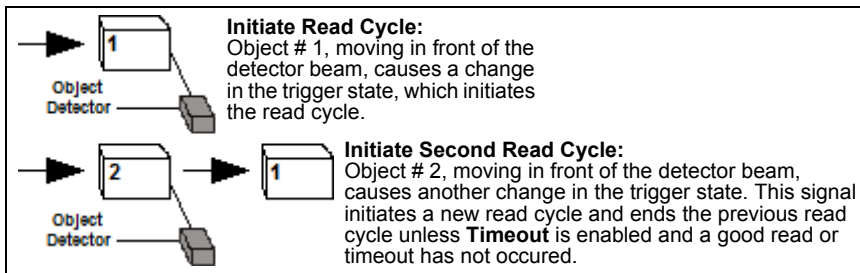 Initiate Read Cycle:
Object # 1, moving in front of the
detector beam, causes a change
in the trigger state, which initiates
the read cycle.
1
Object
Detector
Initiate Second Read Cycle:
Object # 2, moving in front of the detector beam,
causes another change in the trigger state. This signal
initiates a new read cycle and ends the previous read
cycle unless Timeout is enabled and a good read or
timeout has not occured.
2
1
Object
Detector